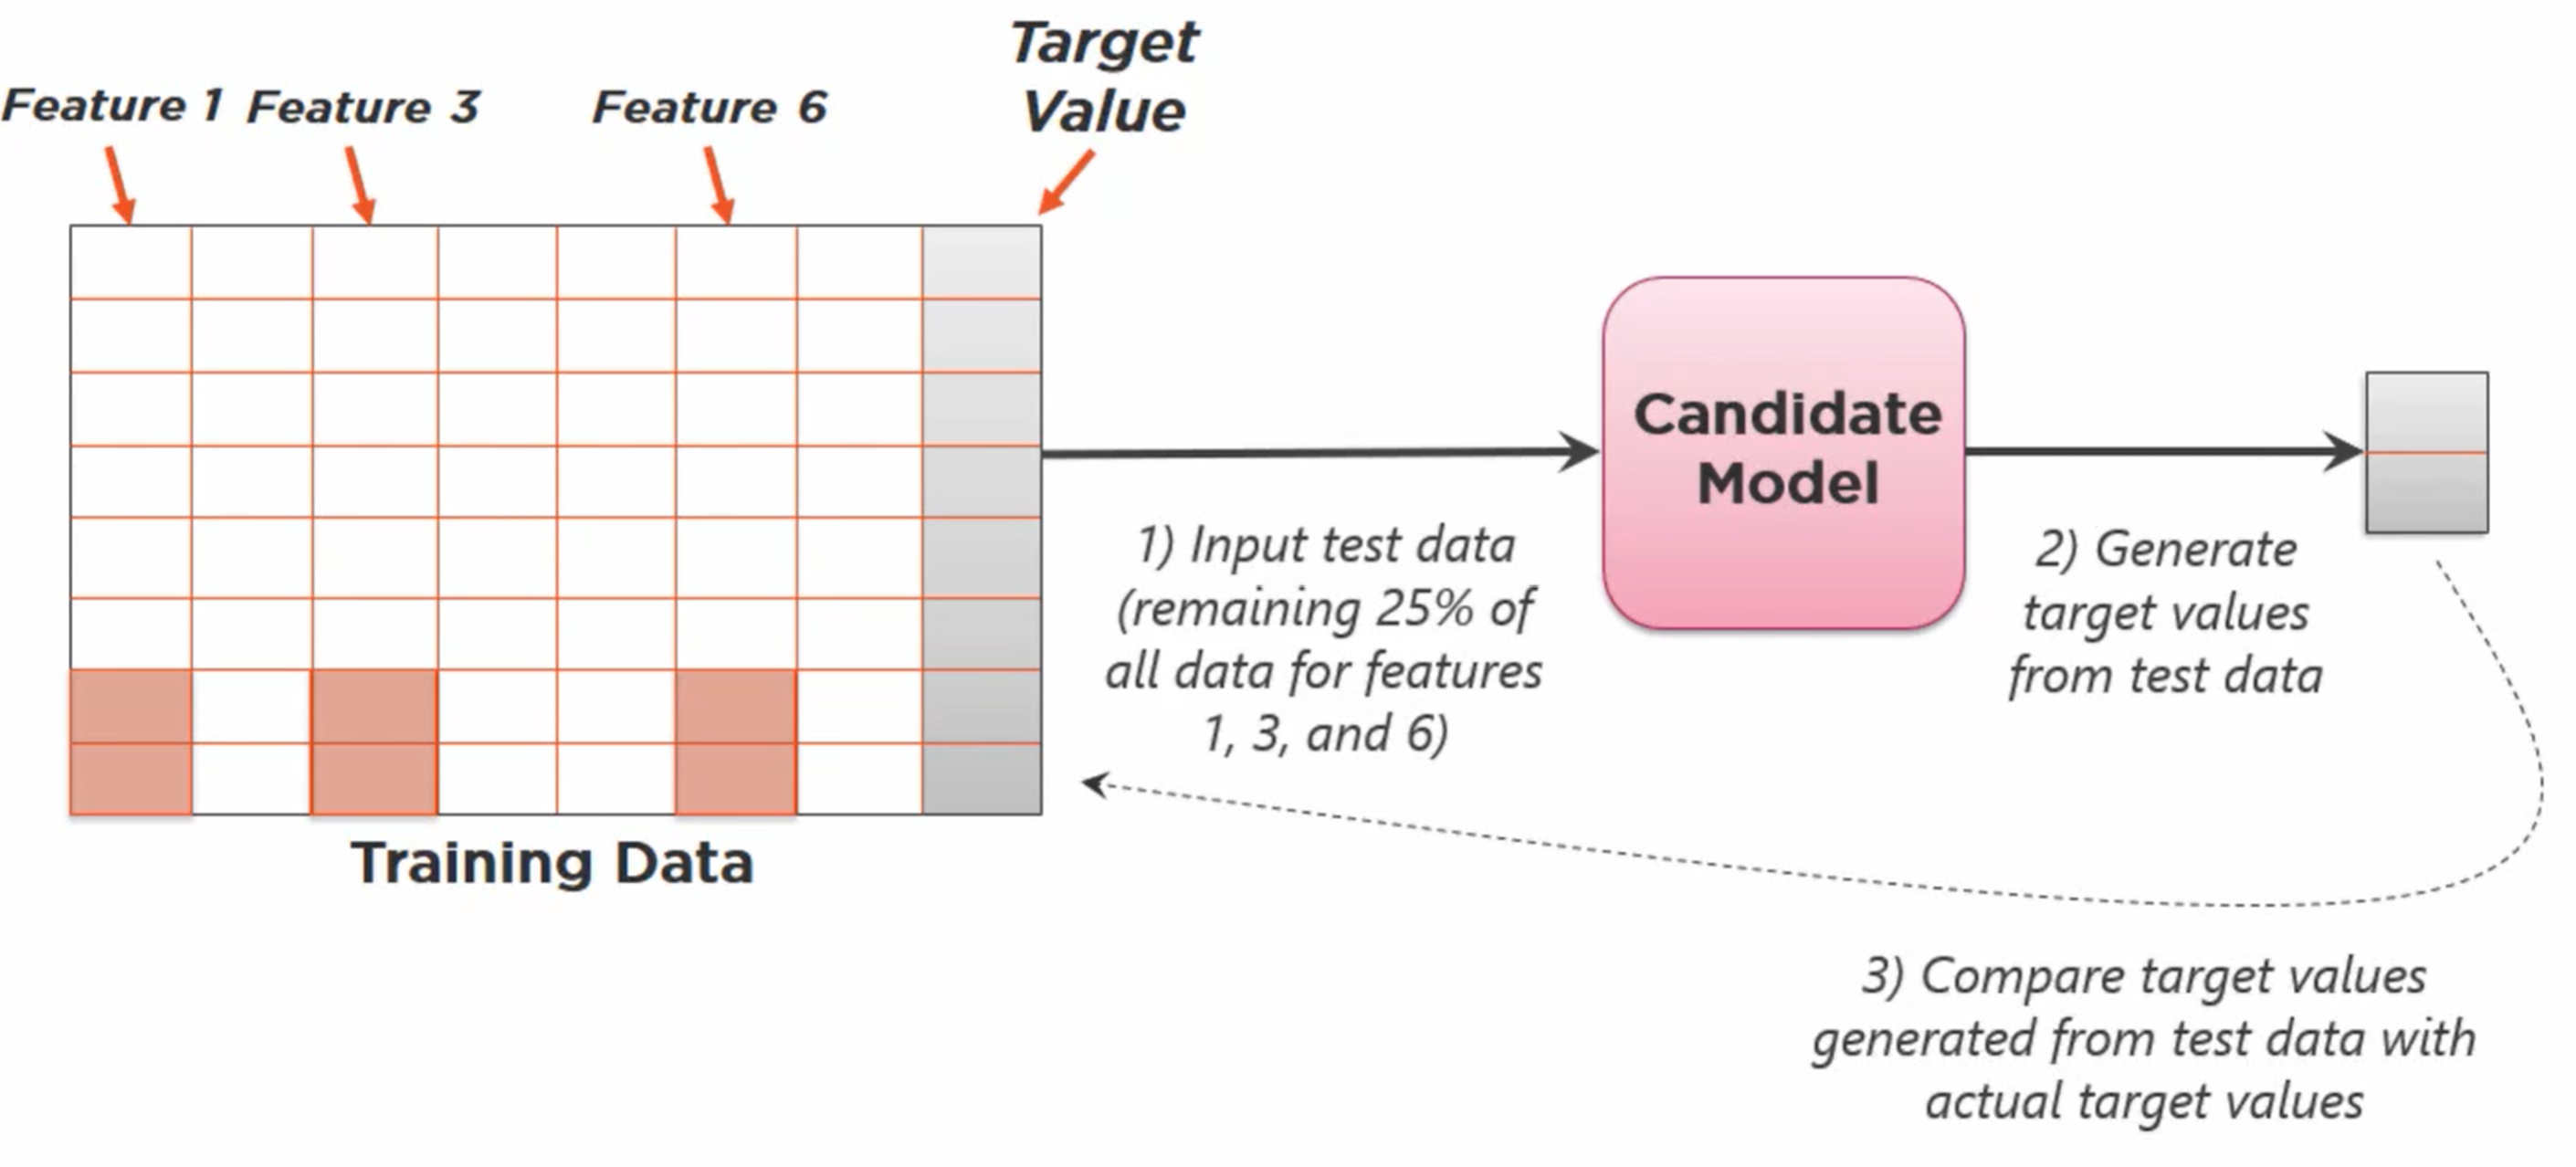 Target
Value
Feature 1
Feature 3
Feature 6
Candidate
Model
1) Input test data
(remaining 25% of
all data for features
1, 3, and 6)
2) Generate
target values
from test data
Training Data
3) Compare target values
generated from test data with
actual target values